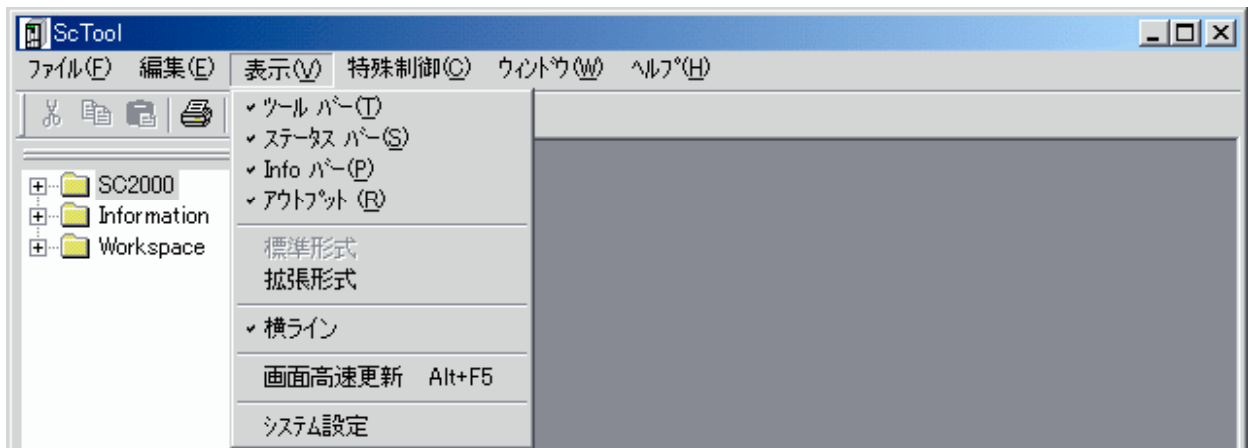 ScTool
ﾌｧｲﾙ(F) 編集(E) 表示(V) 特殊制御(C) ｳｨﾝﾄﾞｳ(W) ﾍﾙﾌﾟ(H)
ﾂｰﾙ ﾊﾞｰ(T)
ｽﾃｰﾀｽ ﾊﾞｰ(S)
Info ﾊﾞｰ(P)
ｱｳﾄﾌﾟｯﾄ (R)
SC2000
Information
Workspace
標準形式
拡張形式
横ライン
画面高速更新 Alt+F5
ｼｽﾃﾑ設定